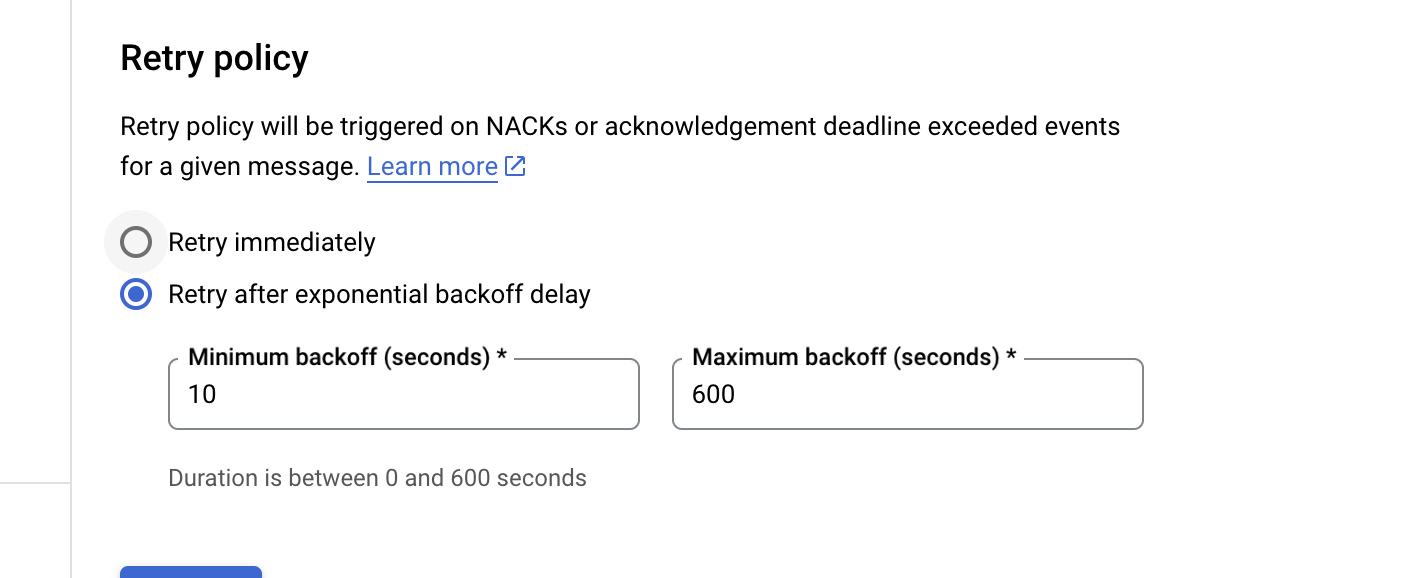 Retry policy
Retry policy will be triggered on NACKs or acknowledgement deadline exceeded events
for a given message. Learn more
Retry immediately
Retry after exponential backoff delay
Minimum backoff (seconds) *
10
Maximum backoff (seconds) *
600
Duration is between 0 and 600 seconds